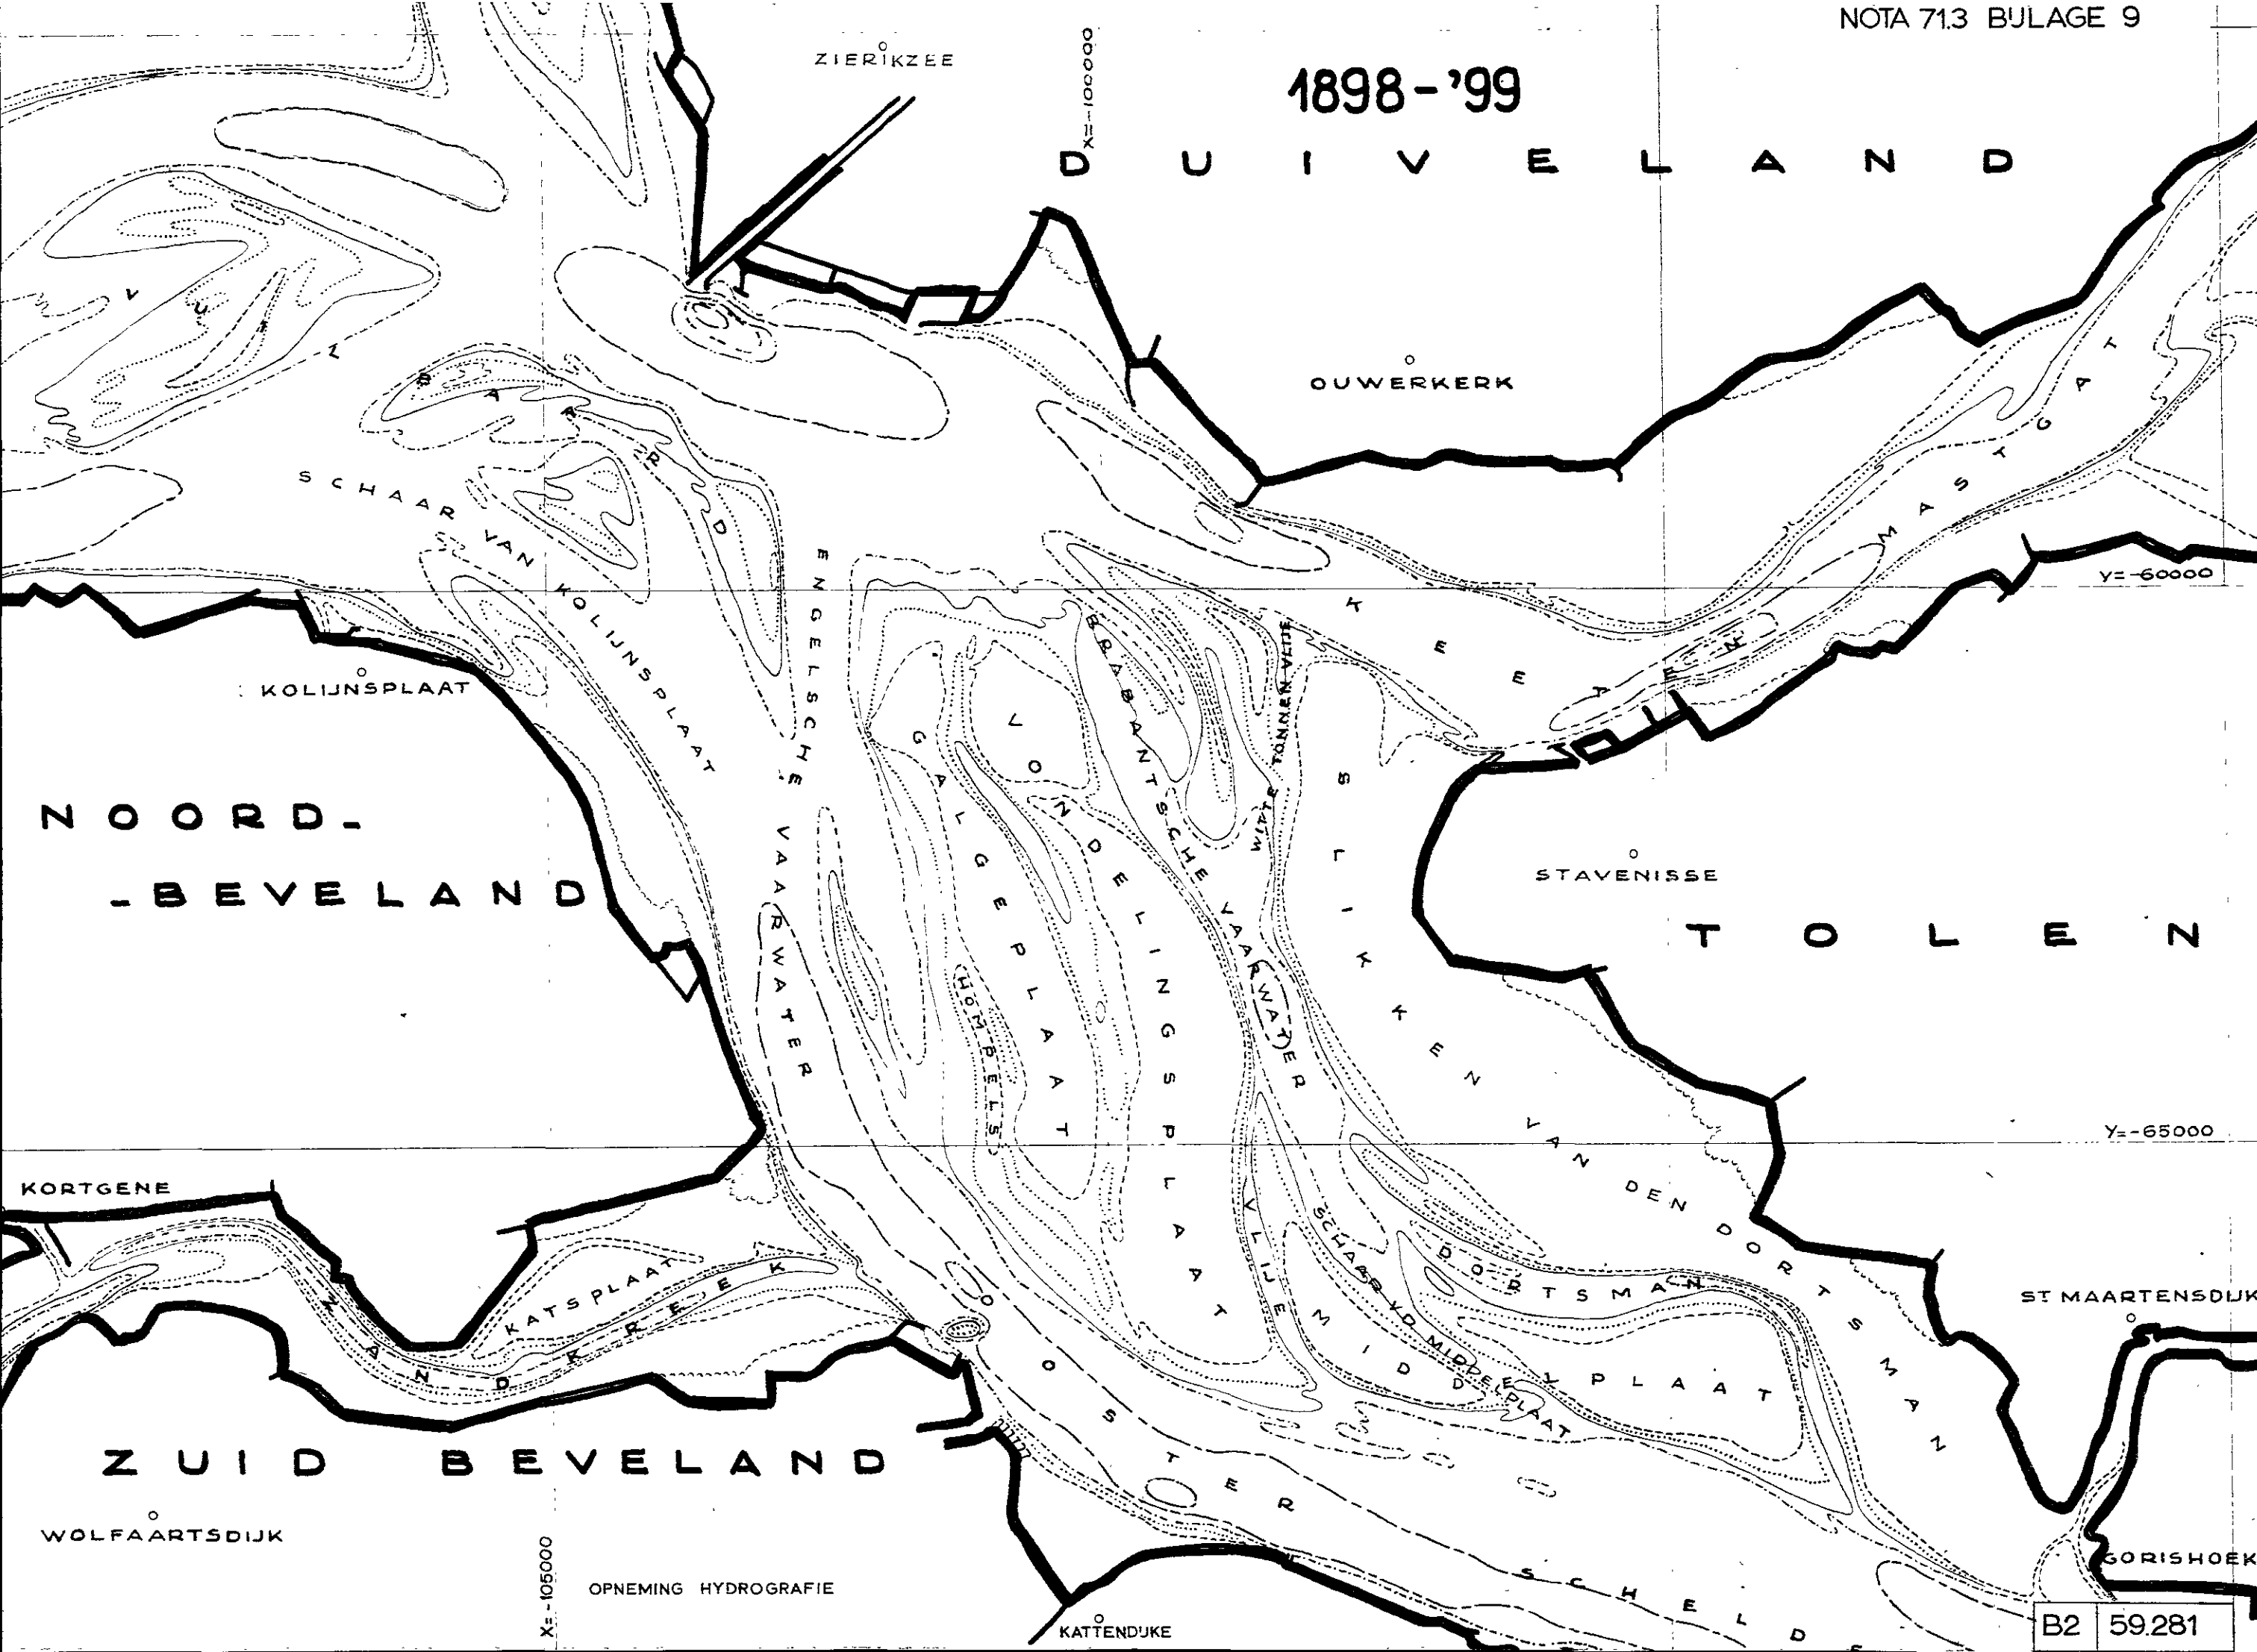 NOTA 71.3 BIJLAGE 9
ZIERIKZEE
X=-100000
1898-'99
DUIVELAND
VUILBAARD
OUWERKERK
MASTGAT
SCHAAR VAN KOLIJNSPLAAT
Y=-60000
ENGELSCHE VAARWATER
KEETEN
BRABANTSCHE VAARWATER
WITTE TONNEN VLIJE
KOLIJNSPLAAT
GALGEPLAAT
VONDELINGSPLAAT
SLIKKEN VAN DEN DORTSMAN
NOORD-
-BEVELAND
STAVENISSE
TOLEN
HOMPELS
Y=-65000
KORTGENE
VLIJE
SCHAAR V.D. MIDDELPLAAT
DORTSMAN
KATSPLAAT
ZANDKREEK
MIDDELPLAAT
ST MAARTENSDIJK
OOSTER SCHELDE
ZUID BEVELAND
WOLFAARTSDIJK
X=-105000
OPNEMING HYDROGRAFIE
KATTENDIJKE
GORISHOEK
B2 59.281